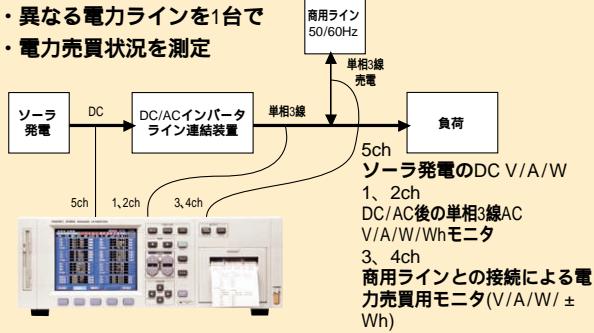 ・異なる電力ラインを1台で
・電力売買状況を測定
商用ライン
50/60Hz
単相3線
売電
ソーラ
発電
DC
DC/ACインバータ
ライン連結装置
単相3線
負荷
5ch
1、2ch
3、4ch
5ch
ソーラ発電のDC V/A/W
1、 2ch
DC/AC後の単相3線AC
V/A/W/Whモニタ
3、 4ch
商用ラインとの接続による電
力売買用モニタ(V/A/W/ ±
Wh)